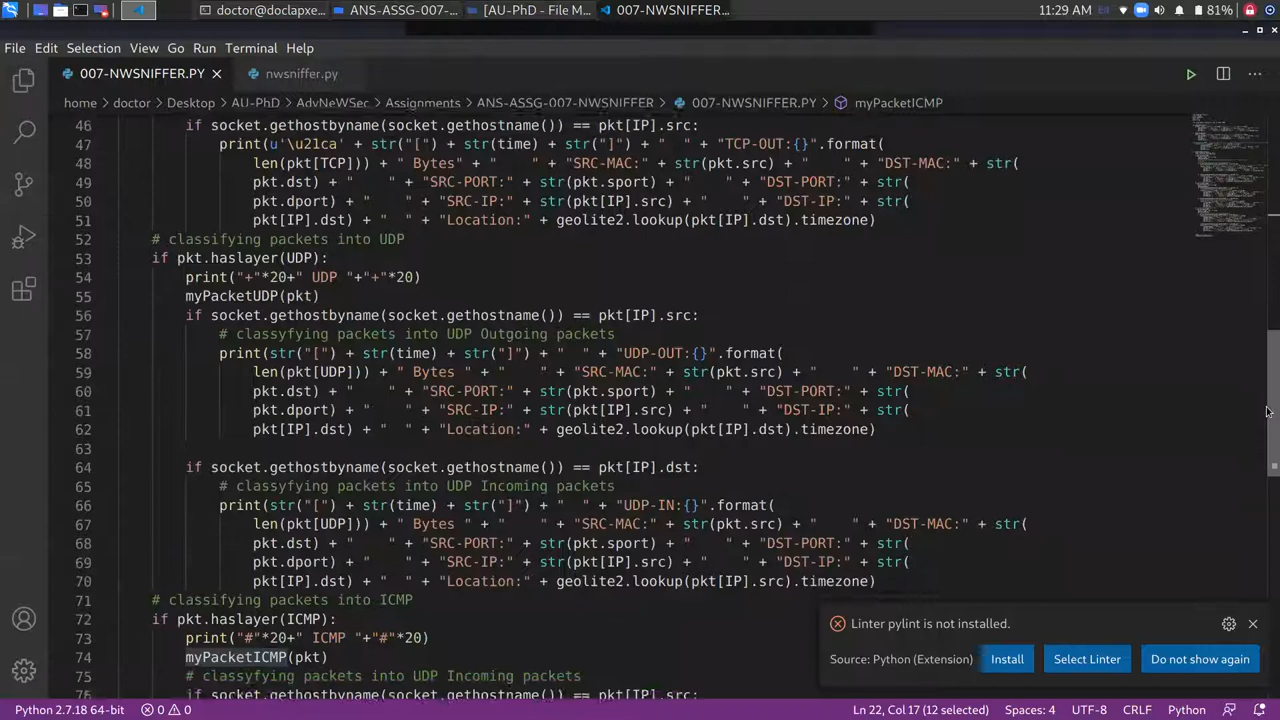 doctor@doclapxe... ANS-ASSG-007-... [AU-PhD - File M... 007-NWSNIFFER... 11:29 AM 81%
File Edit Selection View Go Run Terminal Help
007-NWSNIFFER.PY nwsniffer.py
home > doctor > Desktop > AU-PhD > AdvNeWSec > Assignments > ANS-ASSG-007-NWSNIFFER > 007-NWSNIFFER.PY > myPacketICMP
46 if socket.gethostbyname(socket.gethostname()) == pkt[IP].src:
47 print(u'\u21ca' + str("[") + str(time) + str("]") + "  " + "TCP-OUT:{}".format(
48 len(pkt[TCP])) + " Bytes" + "    " + "SRC-MAC:" + str(pkt.src) + "    " + "DST-MAC:" + str(
49 pkt.dst) + "    " + "SRC-PORT:" + str(pkt.sport) + "    " + "DST-PORT:" + str(
50 pkt.dport) + "    " + "SRC-IP:" + str(pkt[IP].src) + "    " + "DST-IP:" + str(
51 pkt[IP].dst) + "   " + "Location:" + geolite2.lookup(pkt[IP].dst).timezone)
52 # classifying packets into UDP
53 if pkt.haslayer(UDP):
54 print("+"*20+" UDP "+"+"*20)
55 myPacketUDP(pkt)
56 if socket.gethostbyname(socket.gethostname()) == pkt[IP].src:
57 # classyfying packets into UDP Outgoing packets
58 print(str("[") + str(time) + str("]") + "  " + "UDP-OUT:{}".format(
59 len(pkt[UDP])) + " Bytes " + "    " + "SRC-MAC:" + str(pkt.src) + "    " + "DST-MAC:" + str(
60 pkt.dst) + "    " + "SRC-PORT:" + str(pkt.sport) + "    " + "DST-PORT:" + str(
61 pkt.dport) + "    " + "SRC-IP:" + str(pkt[IP].src) + "    " + "DST-IP:" + str(
62 pkt[IP].dst) + "   " + "Location:" + geolite2.lookup(pkt[IP].dst).timezone)
63
64 if socket.gethostbyname(socket.gethostname()) == pkt[IP].dst:
65 # classyfying packets into UDP Incoming packets
66 print(str("[") + str(time) + str("]") + "  " + "UDP-IN:{}".format(
67 len(pkt[UDP])) + " Bytes " + "    " + "SRC-MAC:" + str(pkt.src) + "    " + "DST-MAC:" + str(
68 pkt.dst) + "    " + "SRC-PORT:" + str(pkt.sport) + "    " + "DST-PORT:" + str(
69 pkt.dport) + "    " + "SRC-IP:" + str(pkt[IP].src) + "    " + "DST-IP:" + str(
70 pkt[IP].dst) + "   " + "Location:" + geolite2.lookup(pkt[IP].src).timezone)
71 # classifying packets into ICMP
72 if pkt.haslayer(ICMP):
73 print("#"*20+" ICMP "+"#"*20)
74 myPacketICMP(pkt)
75 # classyfying packets into UDP Incoming packets
76 if socket.gethostbyname(socket.gethostname()) == pkt[IP].src:
Linter pylint is not installed.
Source: Python (Extension) Install Select Linter Do not show again
Python 2.7.18 64-bit 0 0 Ln 22, Col 17 (12 selected) Spaces: 4 UTF-8 CRLF Python